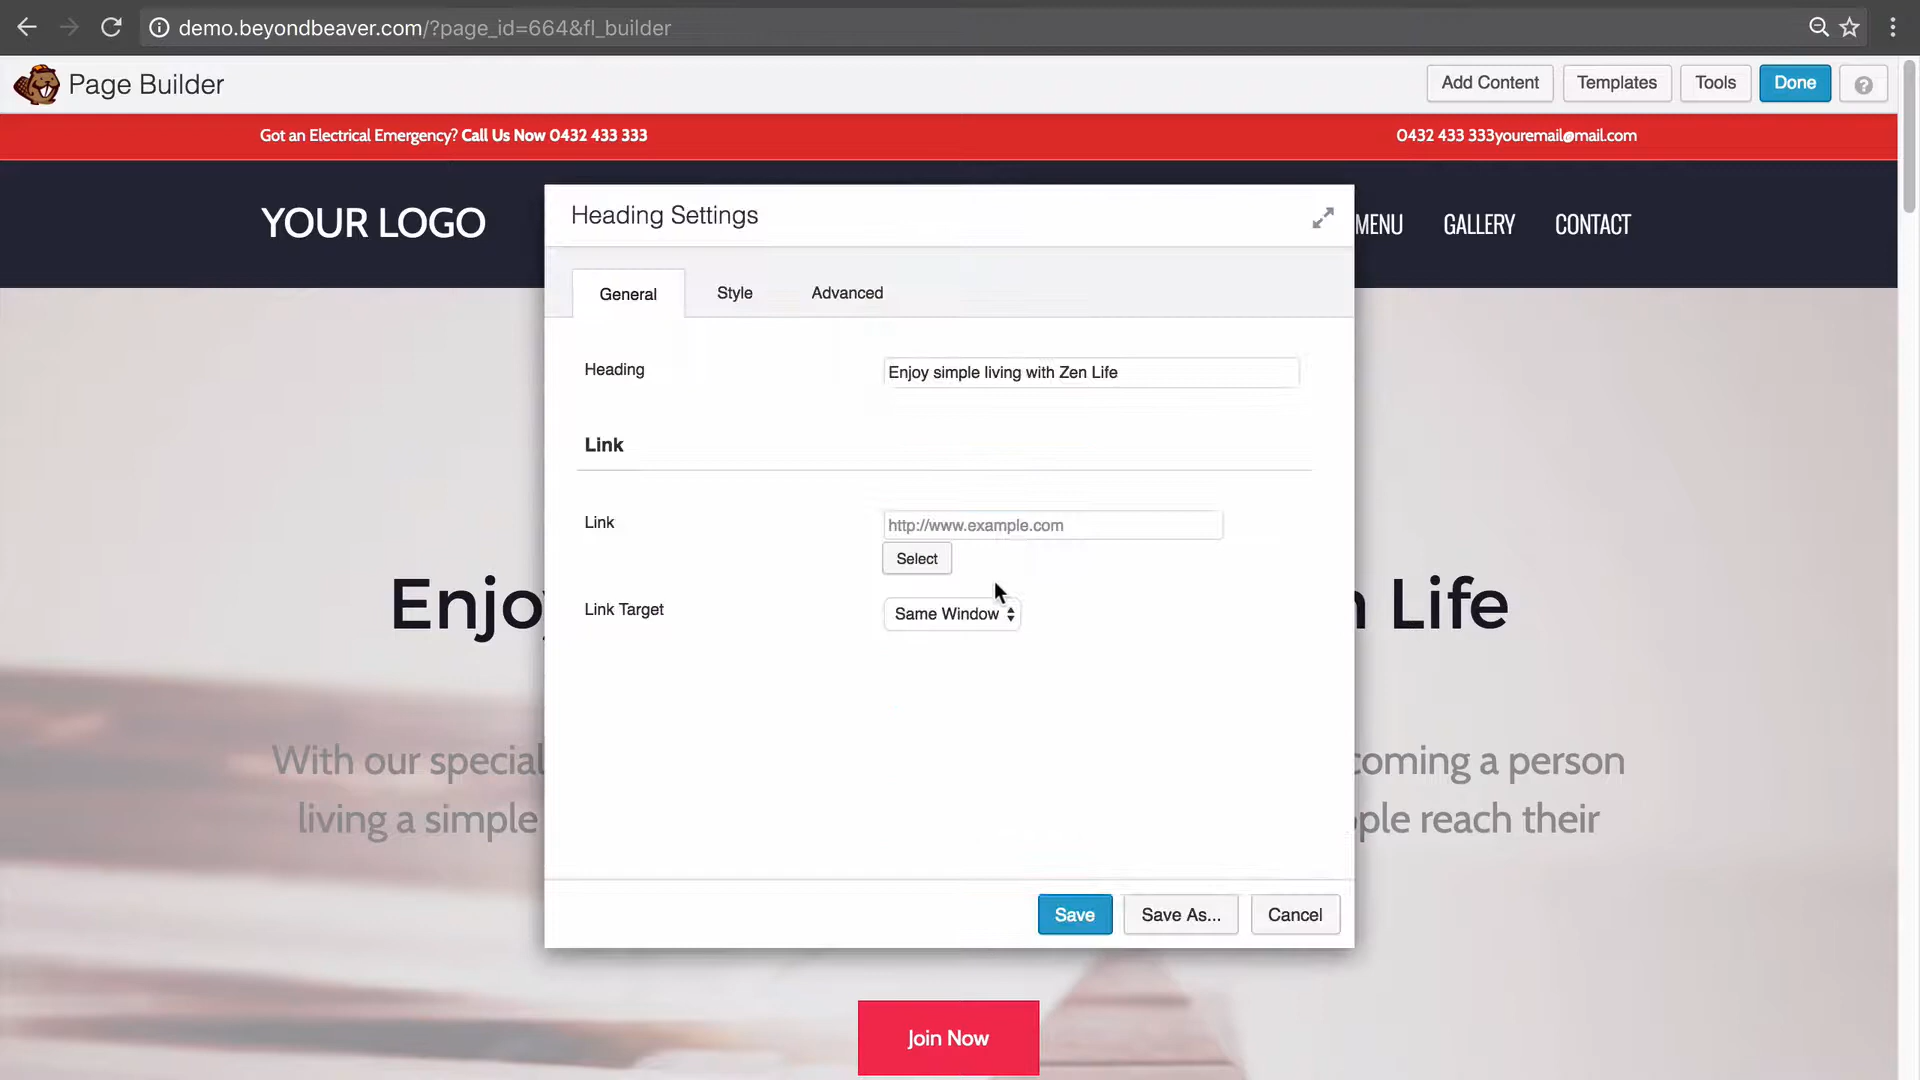 demo.beyondbeaver.com/?page_id=664&fl_builder
Page Builder
Add Content
Templates
Tools
Done
?
Got an Electrical Emergency? Call Us Now 0432 433 333
0432 433 333youremail@mail.com
YOUR LOGO
MENU
GALLERY
CONTACT
Heading Settings
General
Style
Advanced
Heading
Enjoy simple living with Zen Life
Link
Link
http://www.example.com
Select
Link Target
Same Window
Enjo
Life
With our special
coming a person
living a simple
ple reach their
Save
Save As...
Cancel
Join Now